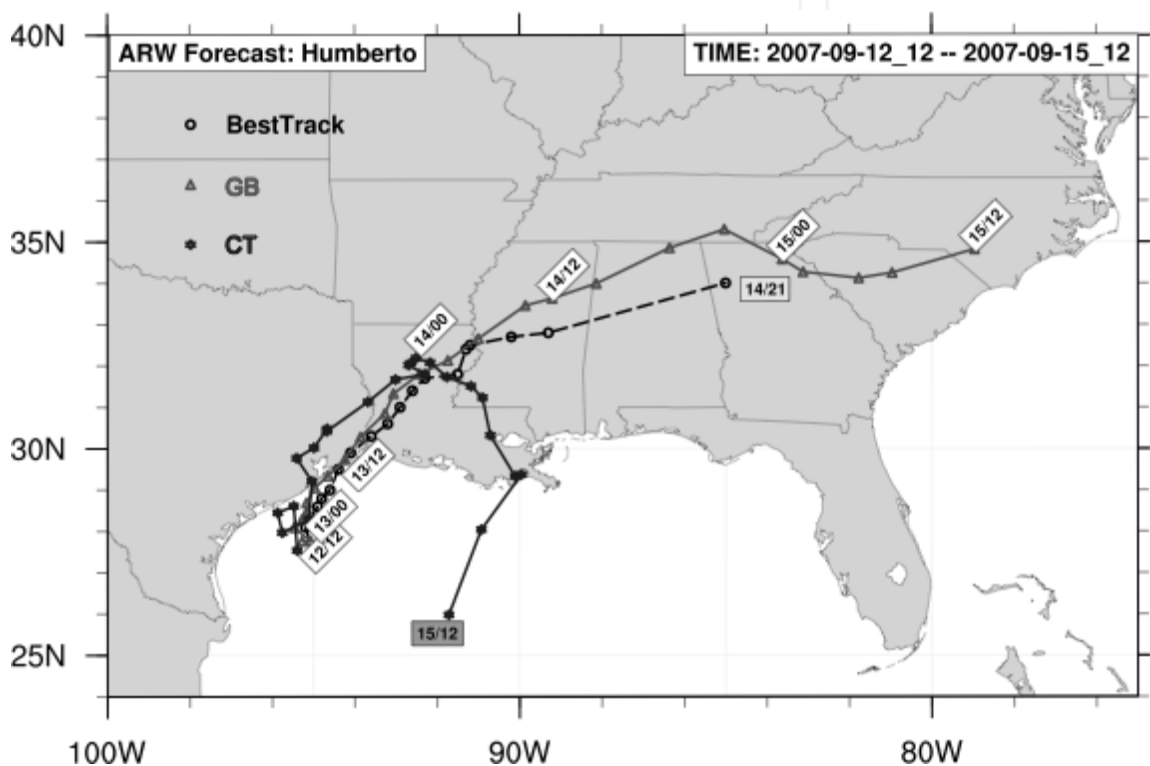 40N
ARW Forecast: Humberto
TIME: 2007-09-12_12 -- 2007-09-15_12
BestTrack
GB
CT
35N
15/00
15/12
14/12
14/21
14/00
30N
13/12
13/00
12/12
15/12
25N
100W
90W
80W